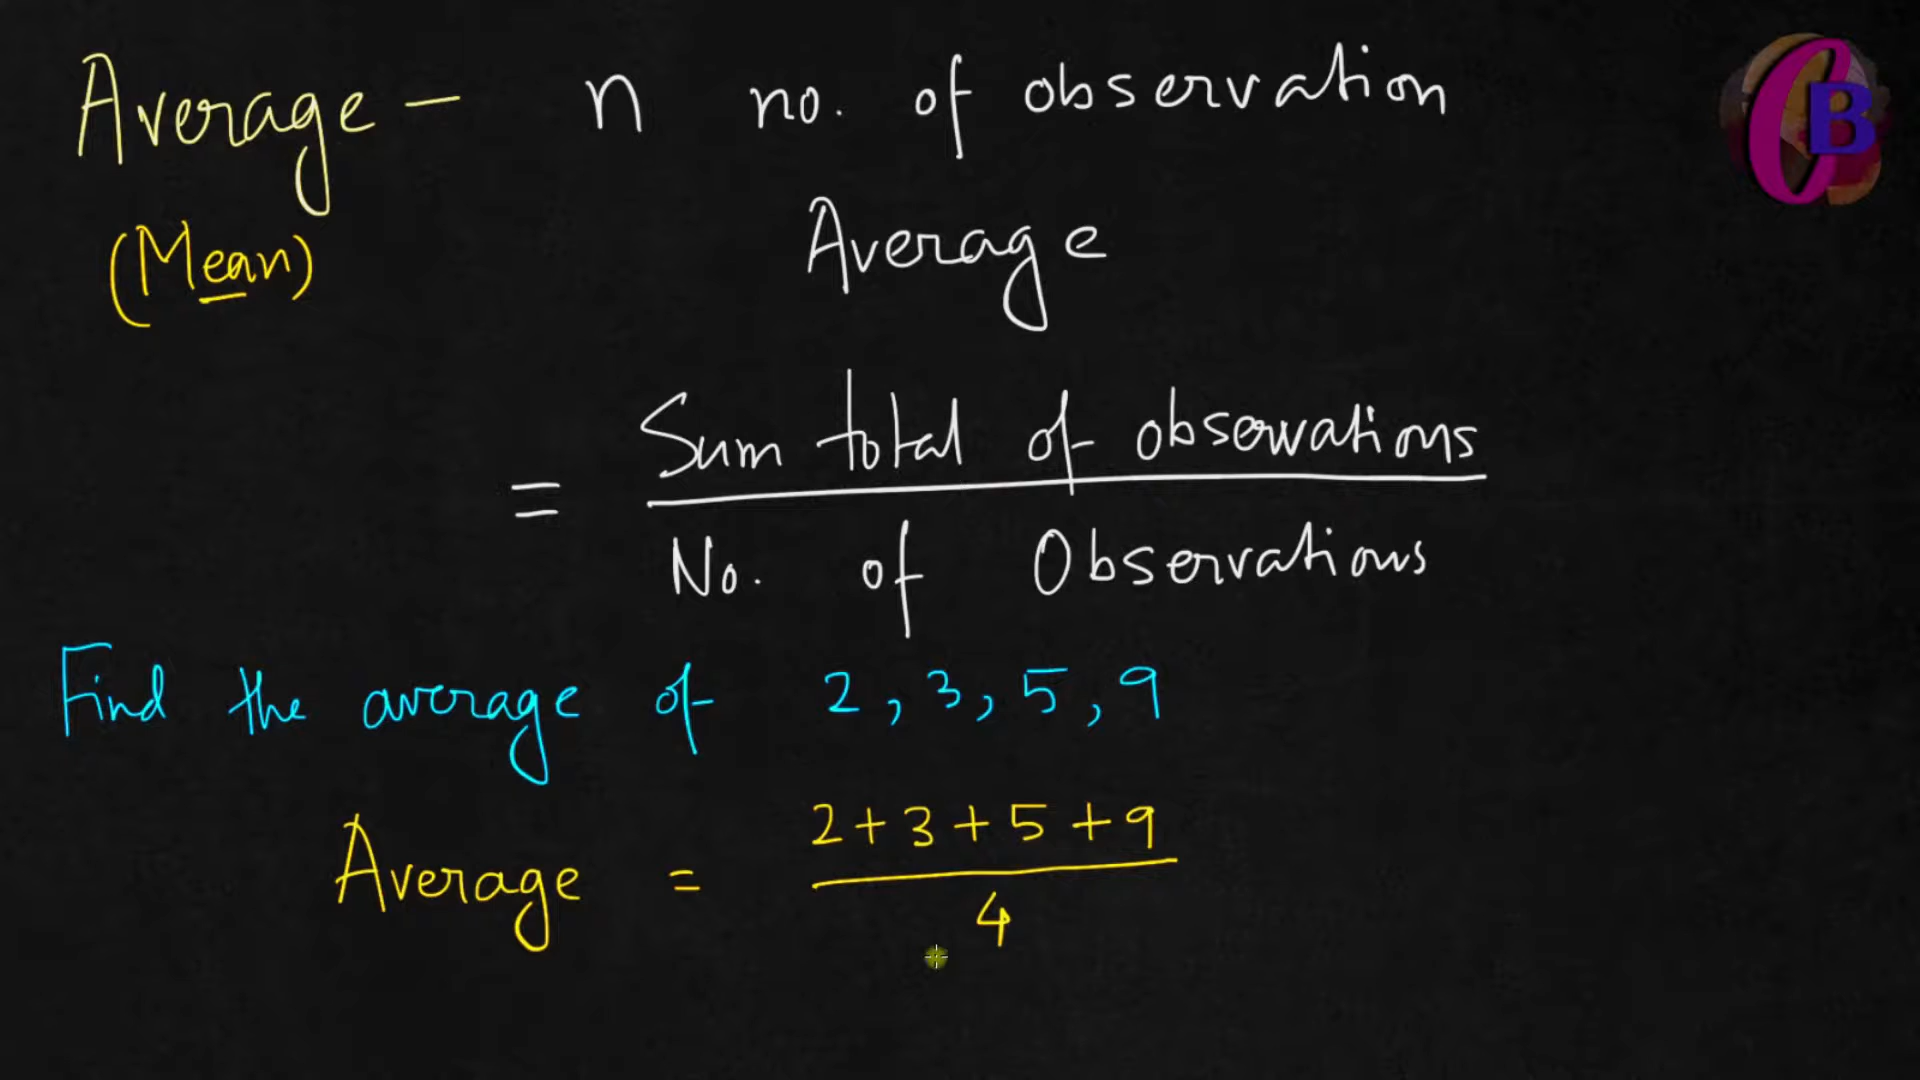 Average - n no. of observation
(Mean)
Average
= Sum total of observations
No. of Observations
Find the average of 2, 3, 5, 9
Average = 2+3+5+9
4
CB